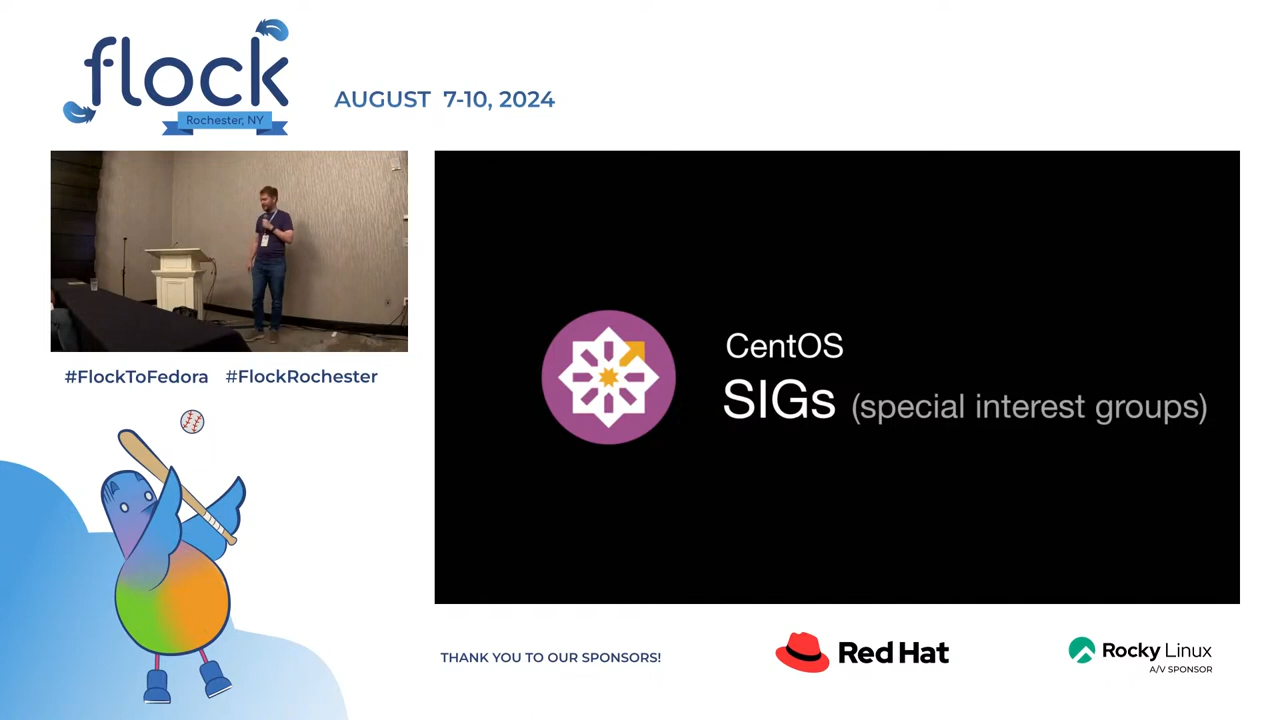 flock
Rochester, NY
AUGUST 7-10, 2024
#FlockToFedora #FlockRochester
CentOS
SIGs (special interest groups)
THANK YOU TO OUR SPONSORS!
Red Hat
Rocky Linux
A/V SPONSOR